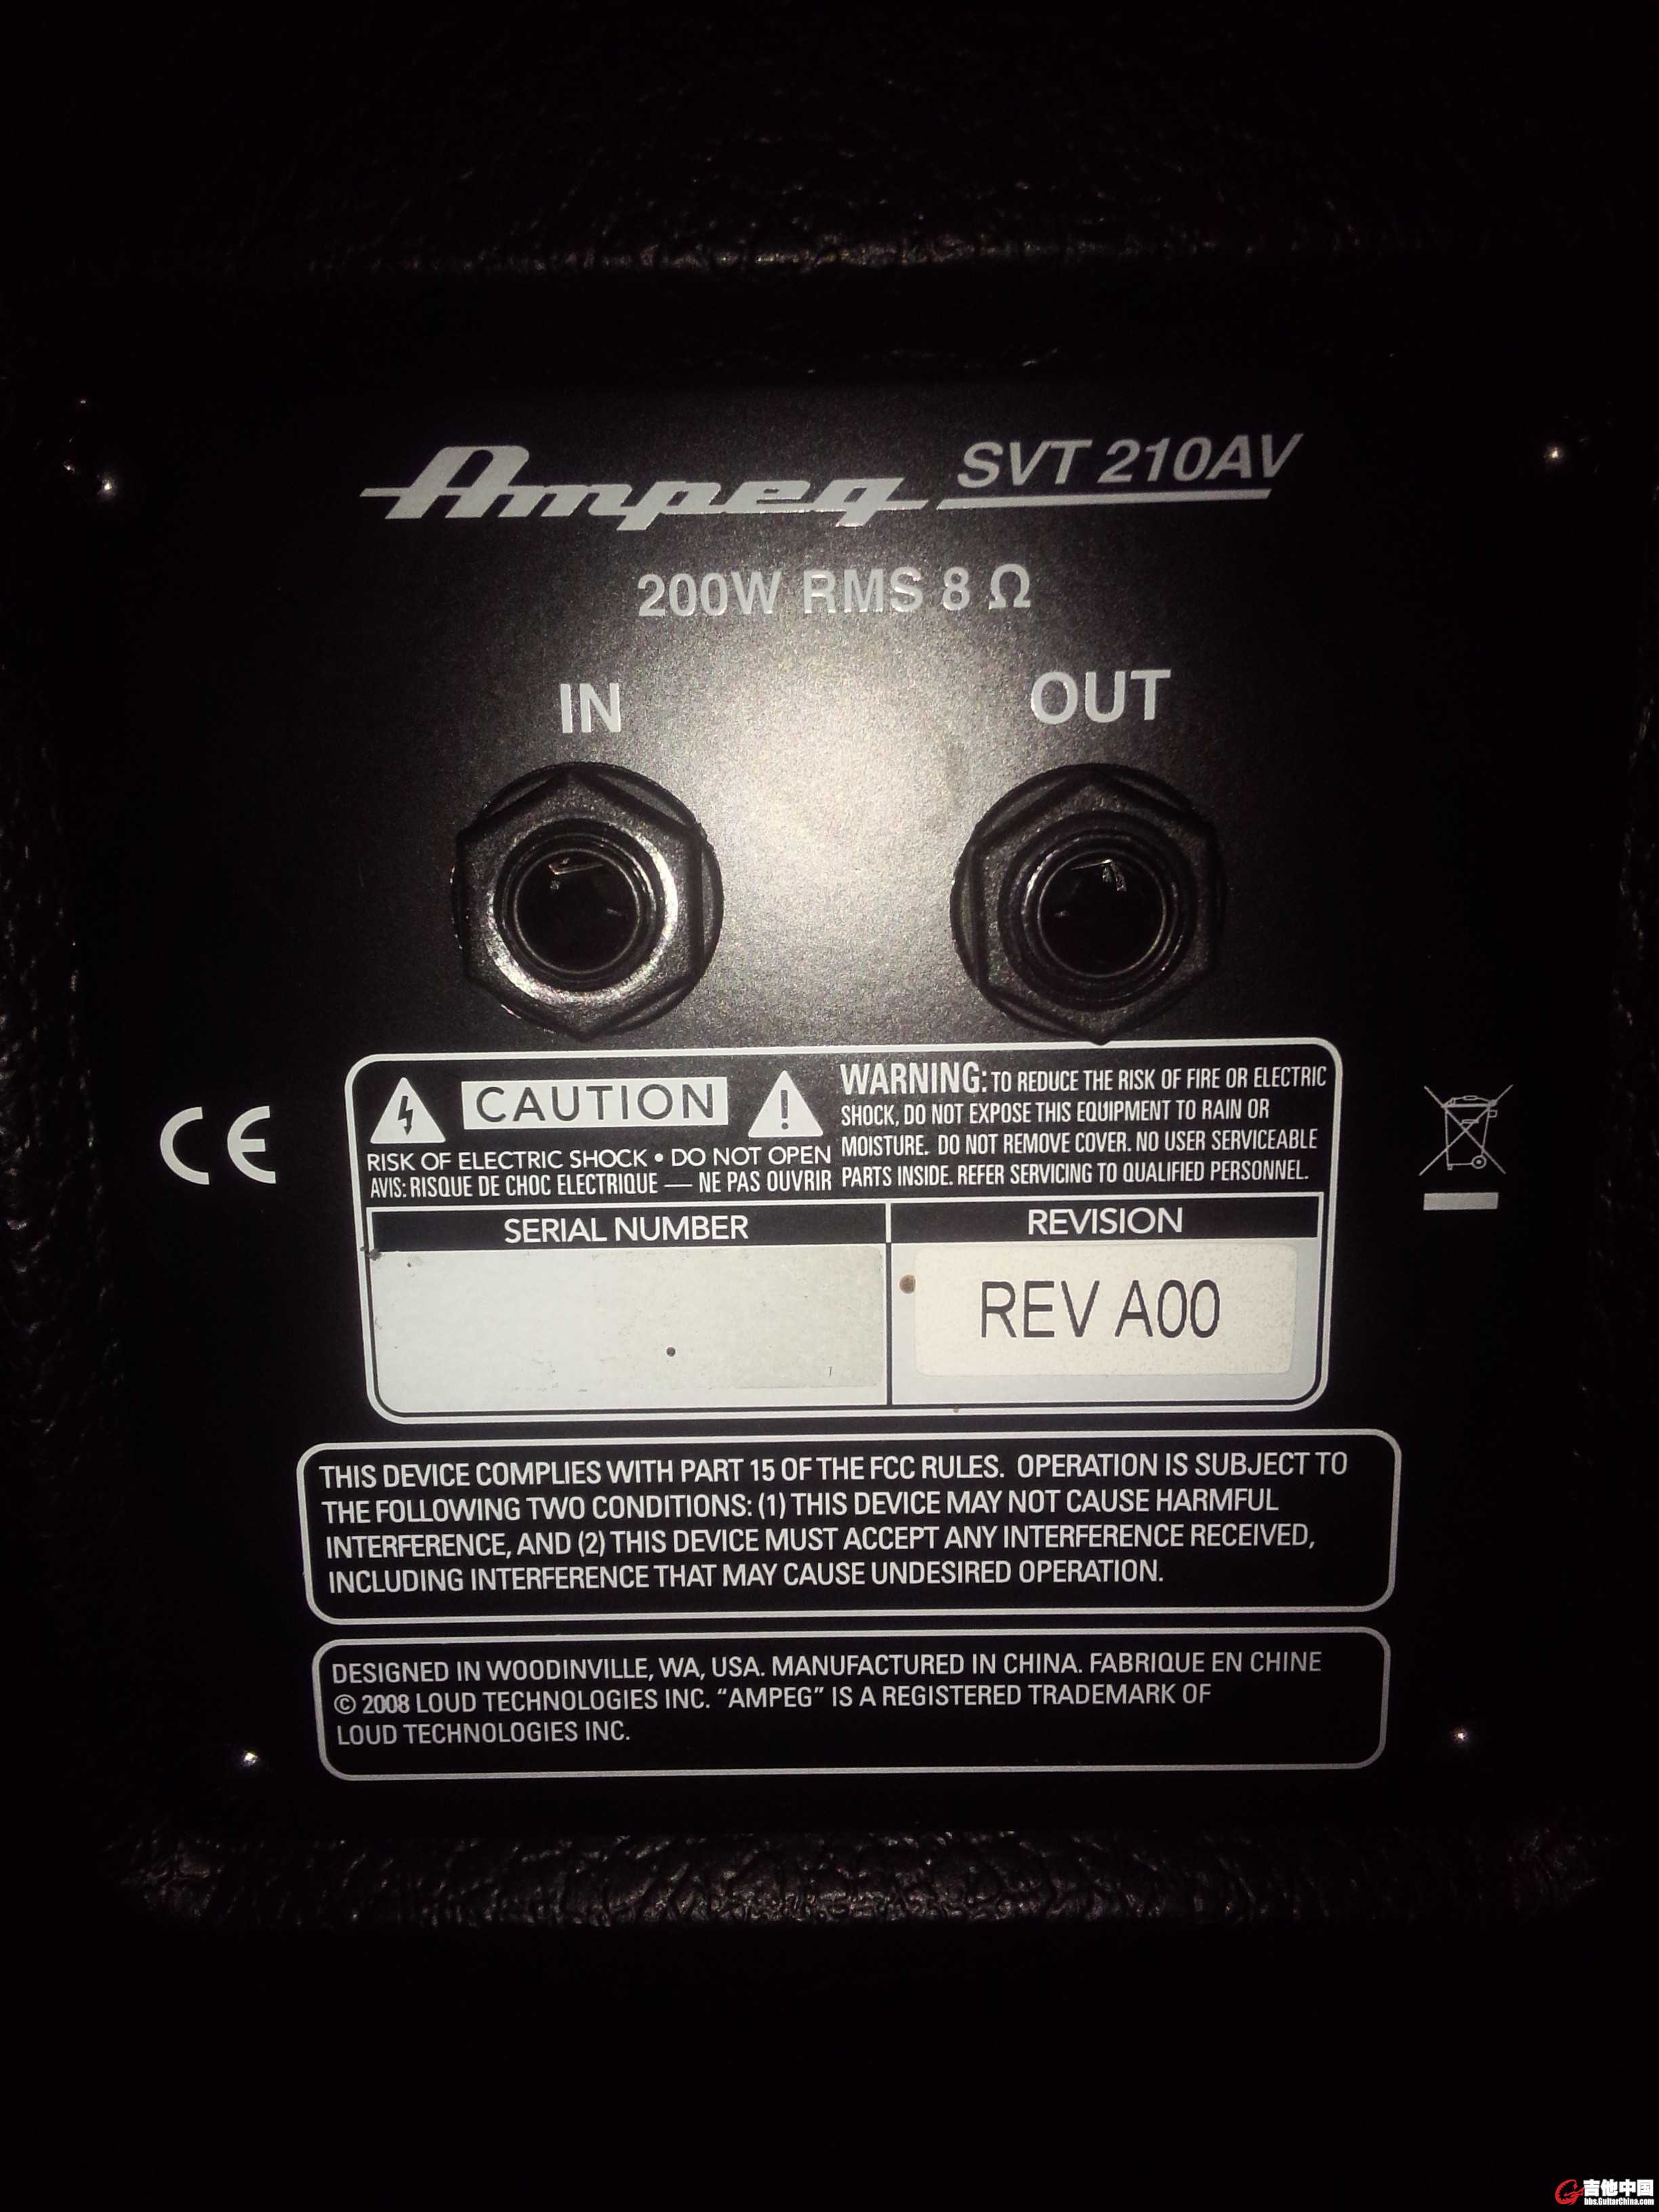 Ampeg SVT 210AV
200W RMS 8 Ω
IN OUT
CAUTION
RISK OF ELECTRIC SHOCK • DO NOT OPEN
AVIS: RISQUE DE CHOC ELECTRIQUE — NE PAS OUVRIR
WARNING: TO REDUCE THE RISK OF FIRE OR ELECTRIC
SHOCK, DO NOT EXPOSE THIS EQUIPMENT TO RAIN OR
MOISTURE. DO NOT REMOVE COVER. NO USER SERVICEABLE
PARTS INSIDE. REFER SERVICING TO QUALIFIED PERSONNEL.
CE
SERIAL NUMBER
REVISION
REV A00
THIS DEVICE COMPLIES WITH PART 15 OF THE FCC RULES. OPERATION IS SUBJECT TO
THE FOLLOWING TWO CONDITIONS: (1) THIS DEVICE MAY NOT CAUSE HARMFUL
INTERFERENCE, AND (2) THIS DEVICE MUST ACCEPT ANY INTERFERENCE RECEIVED,
INCLUDING INTERFERENCE THAT MAY CAUSE UNDESIRED OPERATION.
DESIGNED IN WOODINVILLE, WA, USA. MANUFACTURED IN CHINA. FABRIQUE EN CHINE
© 2008 LOUD TECHNOLOGIES INC. “AMPEG” IS A REGISTERED TRADEMARK OF
LOUD TECHNOLOGIES INC.
吉他中国
bbs.GuitarChina.com